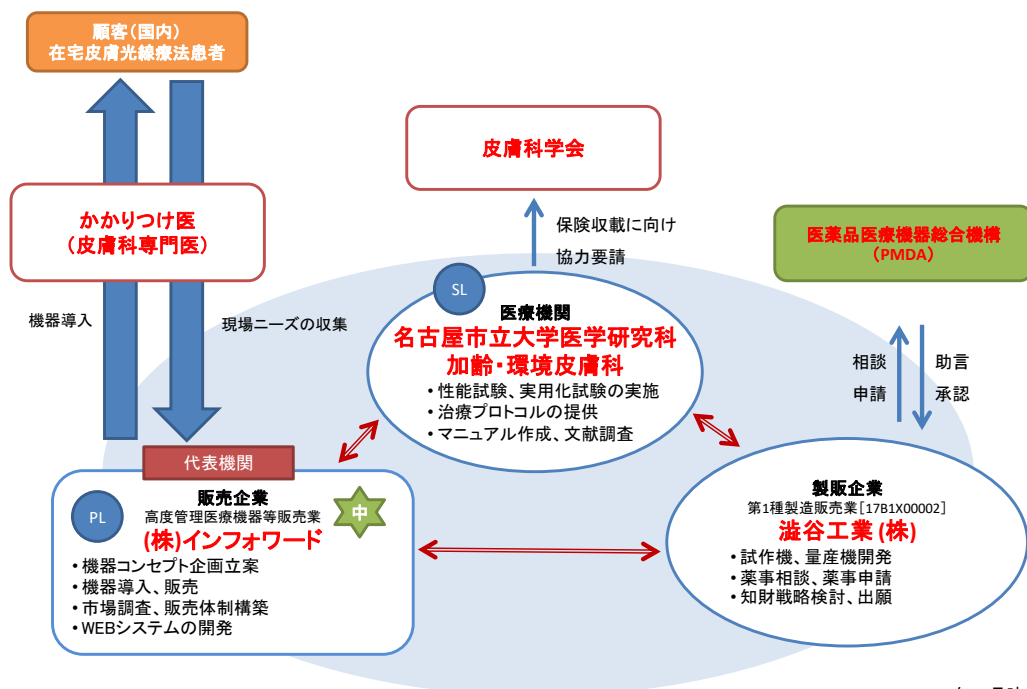 顧客(国内)
在宅皮膚光線療法患者
皮膚科学会
かかりつけ医
(皮膚科専門医)
保険収載に向け
協力要請
医薬品医療機器総合機構
(PMDA)
機器導入
現場ニーズの収集
SL
医療機関
名古屋市立大学医学研究科
加齢・環境皮膚科
・性能試験、実用化試験の実施
・治療プロトコルの提供
・マニュアル作成、文献調査
相談
申請
助言
承認
代表機関
PL
販売企業
高度管理医療機器等販売業
中
(株)インフォワード
・機器コンセプト企画立案
・機器導入、販売
・市場調査、販売体制構築
・WEBシステムの開発
製販企業
第1種製造販売業[17B1X00002]
澁谷工業(株)
・試作機、量産機開発
・薬事相談、薬事申請
・知財戦略検討、出願